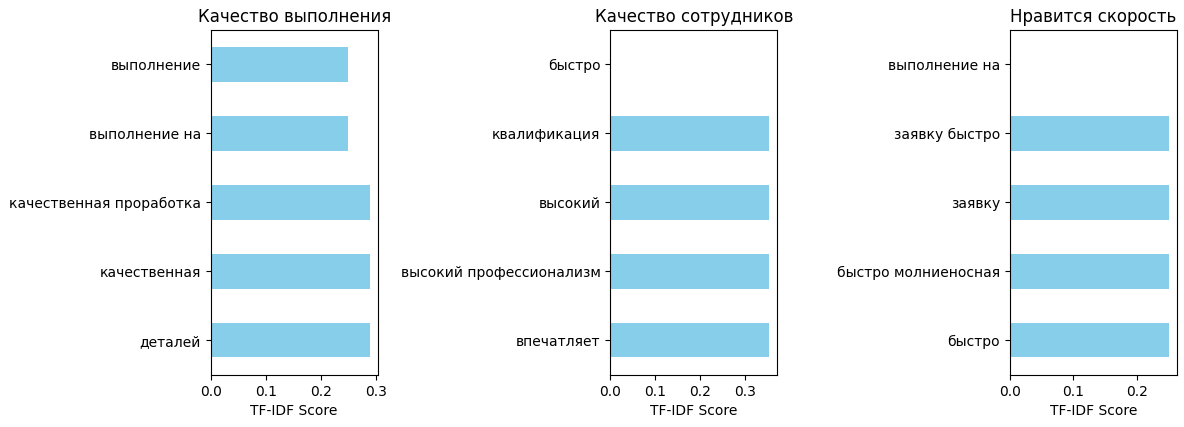 Качество выполнения
выполнение
выполнение на
качественная проработка
качественная
деталей
0.0 0.1 0.2 0.3
TF-IDF Score
Качество сотрудников
быстро
квалификация
высокий
высокий профессионализм
впечатляет
0.0 0.1 0.2 0.3
TF-IDF Score
Нравится скорость
выполнение на
заявку быстро
заявку
быстро молниеносная
быстро
0.0 0.1 0.2
TF-IDF Score